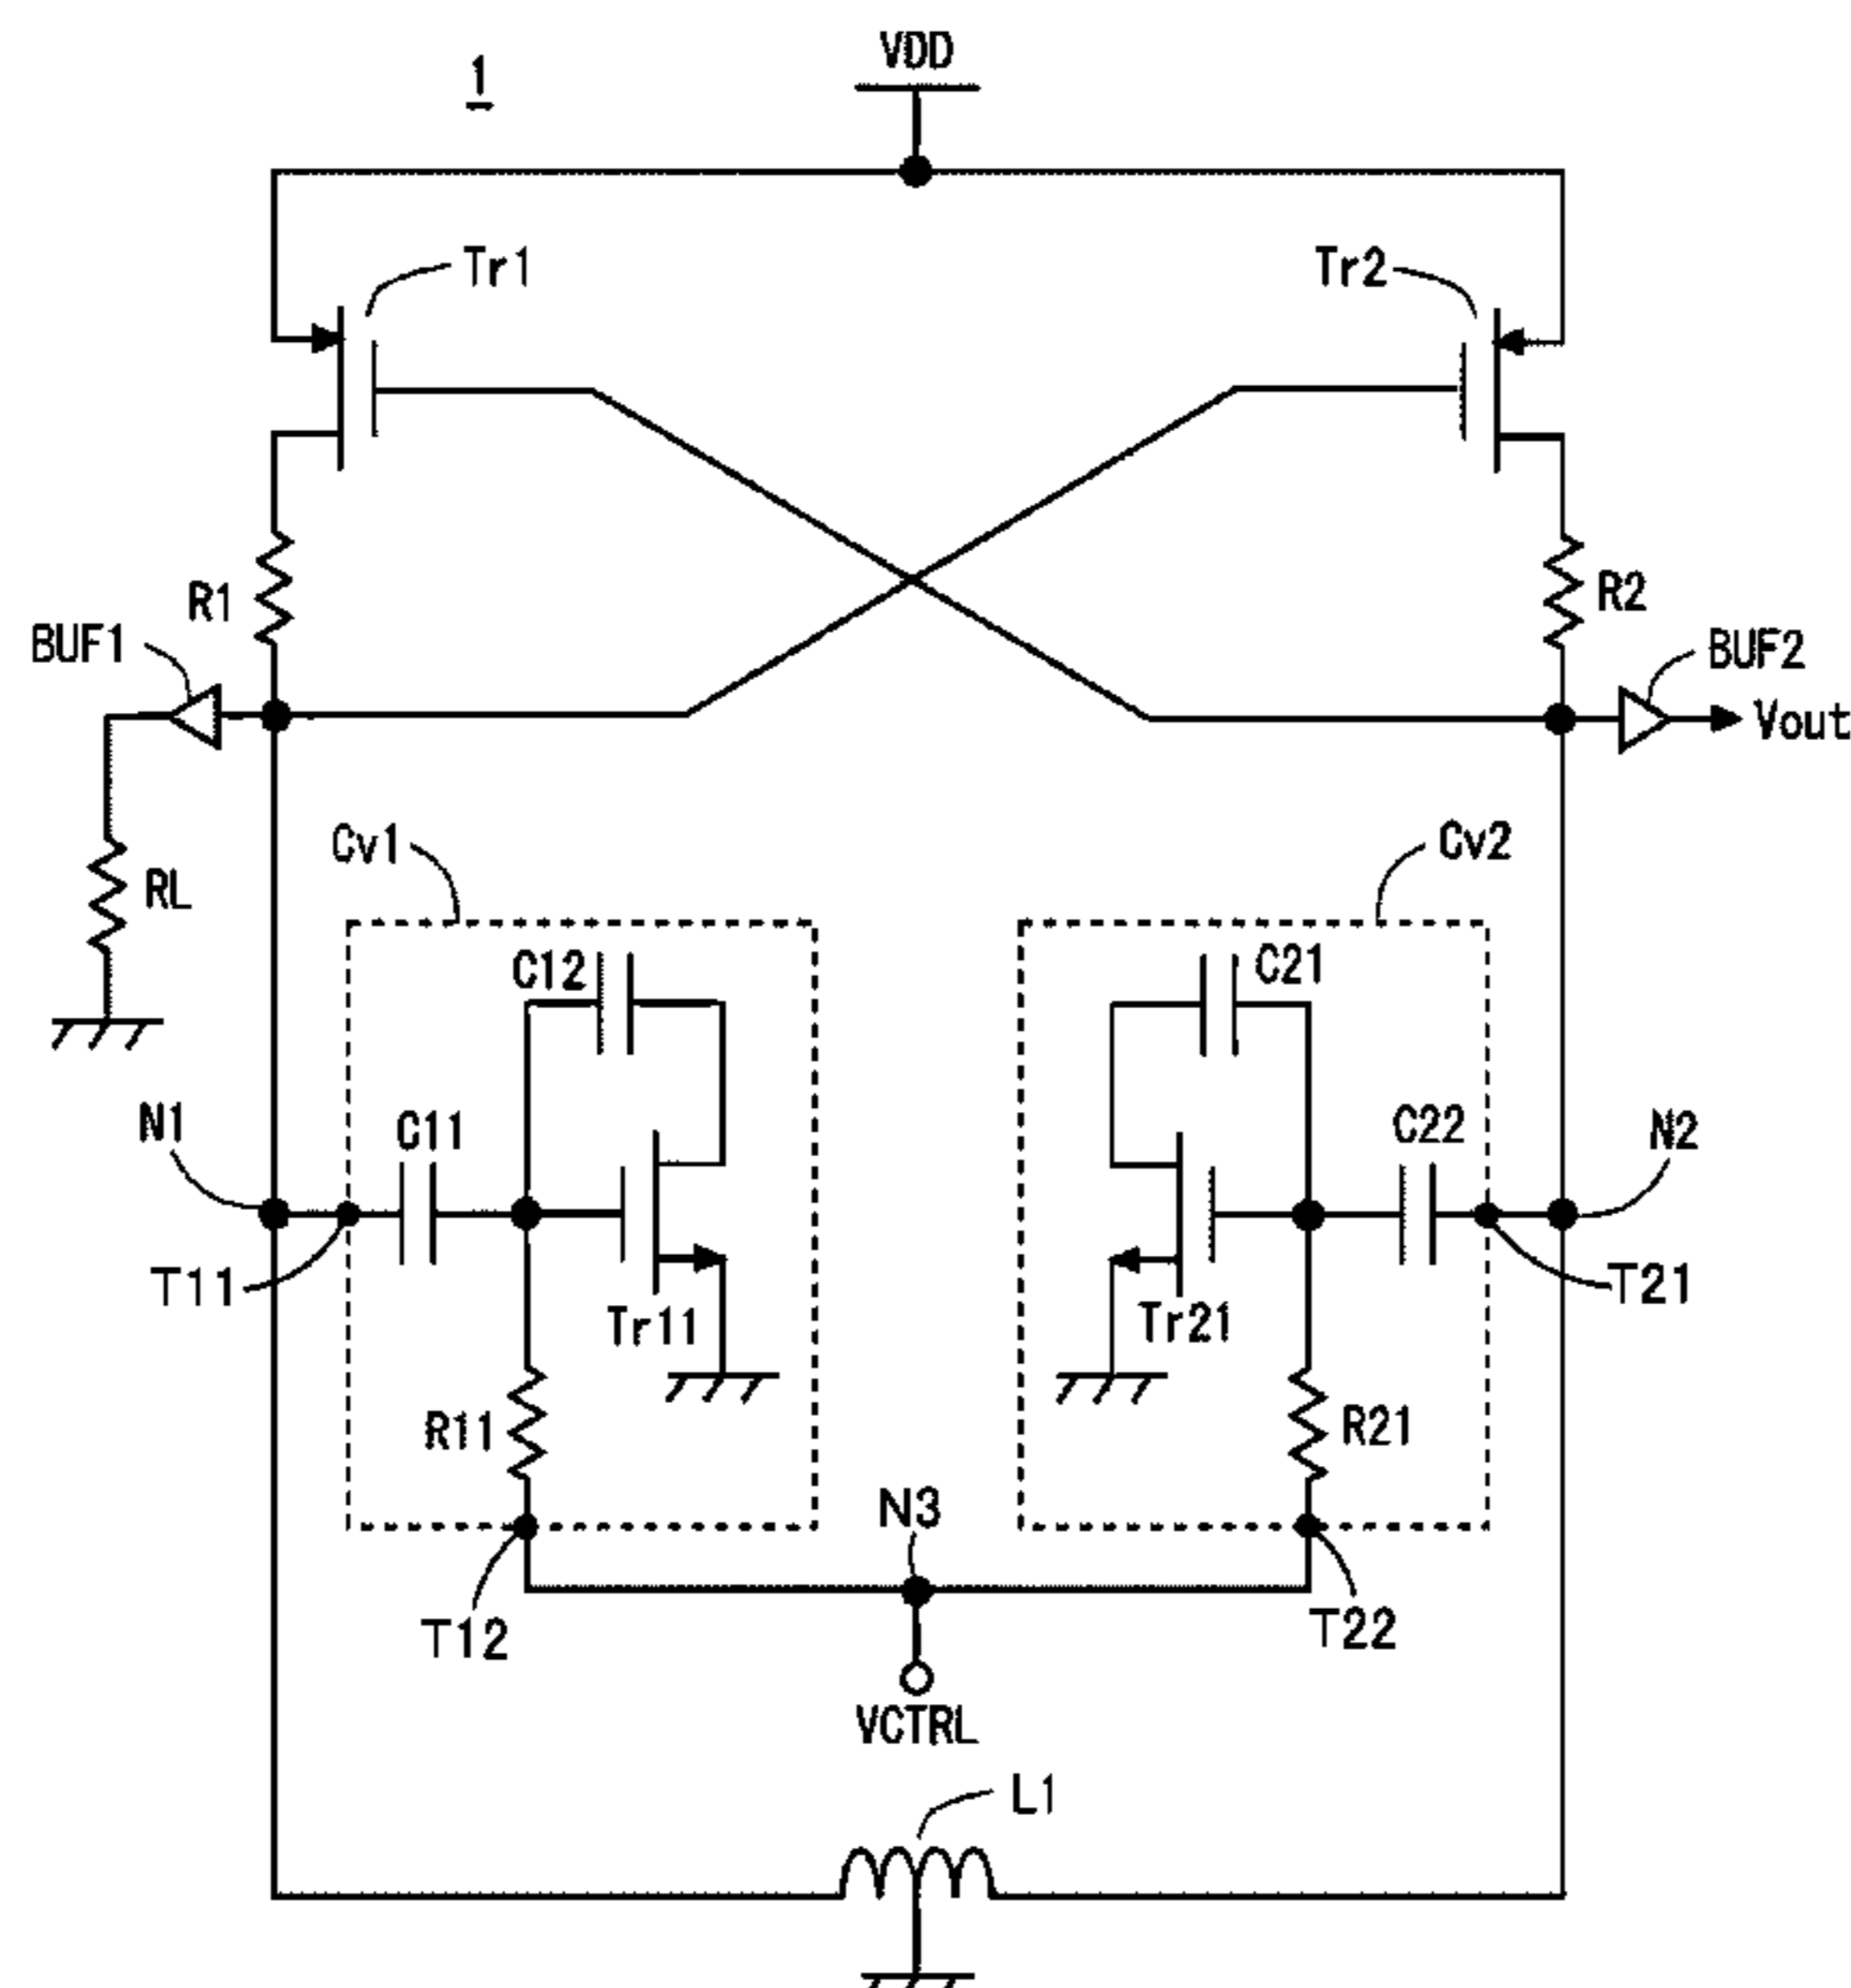 1
VDD
Tr1
Tr2
R1
R2
BUF1
BUF2
Vout
Cv1
Cv2
RL
C12
C21
N1
C11
C22
N2
T11
T21
Tr11
Tr21
R11
R21
N3
T12
T22
VCTRL
L1